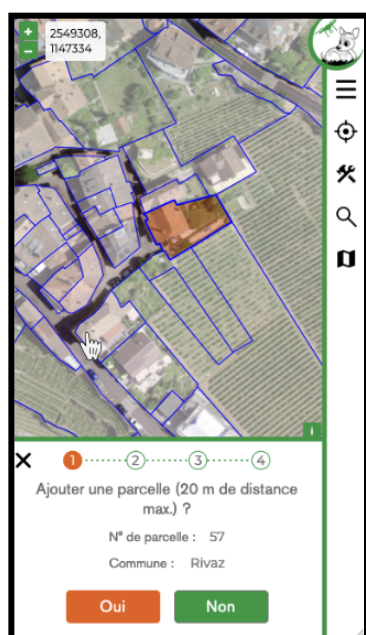 +
2549308,
1147334
-
i
1 2 3 4
Ajouter une parcelle (20 m de distance
max.) ?
N° de parcelle : 57
Commune : Rivaz
Oui Non